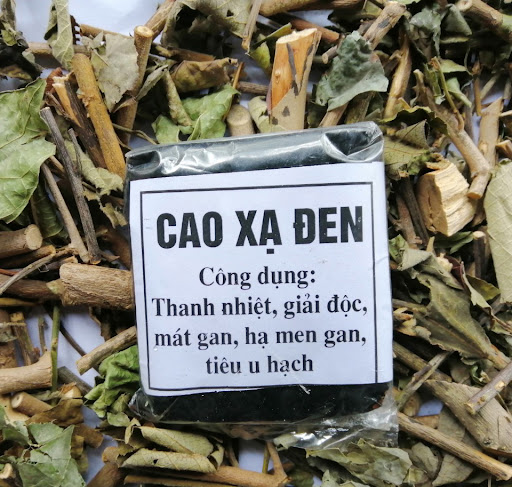 CAO XẠ ĐEN
Công dụng:
Thanh nhiệt, giải độc,
mát gan, hạ men gan,
tiêu u hạch